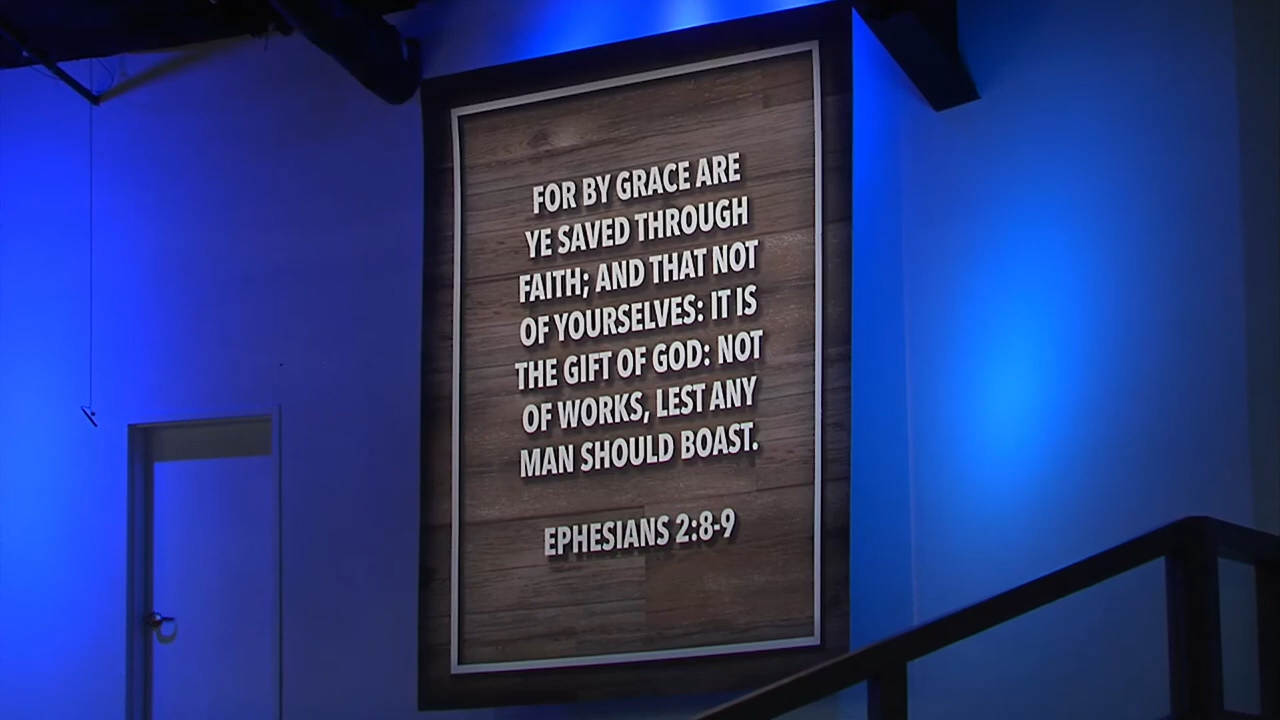 FOR BY GRACE ARE
YE SAVED THROUGH
FAITH; AND THAT NOT
OF YOURSELVES: IT IS
THE GIFT OF GOD: NOT
OF WORKS, LEST ANY
MAN SHOULD BOAST.
EPHESIANS 2:8-9